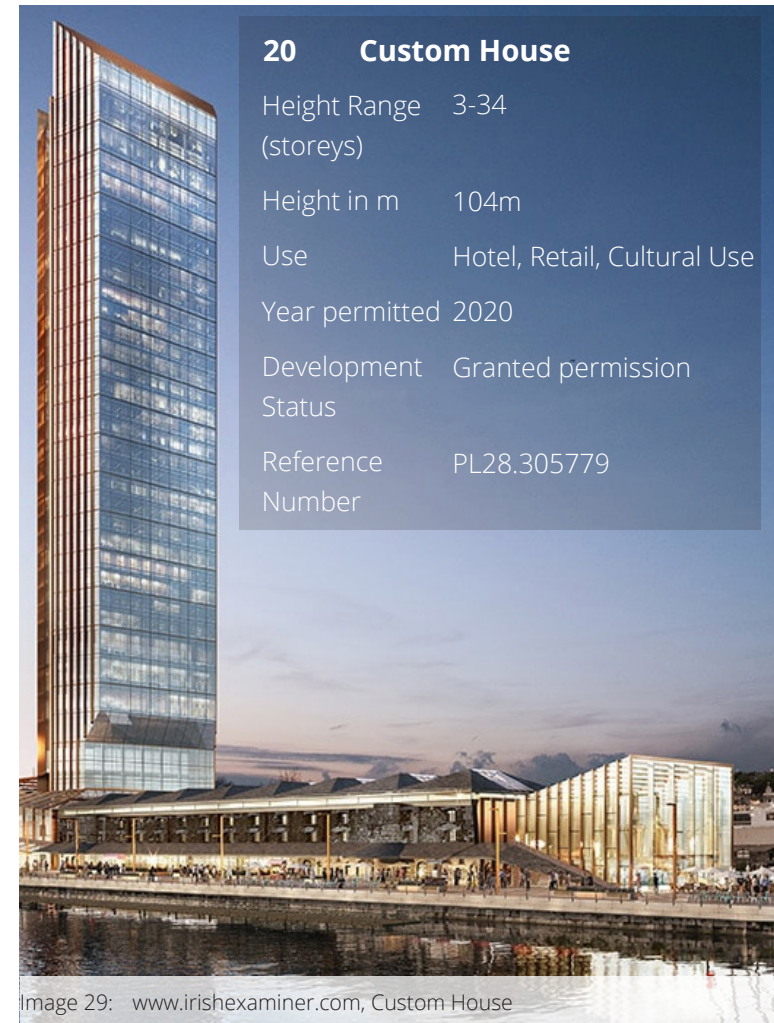 20 Custom House
Height Range 3-34
(storeys)
Height in m 104m
Use Hotel, Retail, Cultural Use
Year permitted 2020
Development Granted permission
Status
Reference PL28.305779
Number
Image 29: www.irishexaminer.com, Custom House